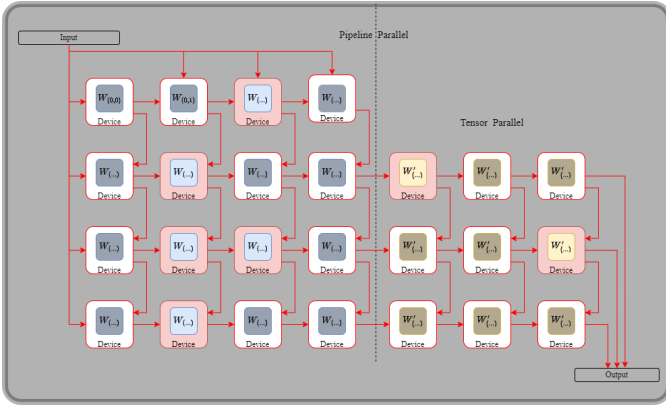 Input
Pipeline Parallel
W(0,0) W(0,1) W(...) W(...)
Device Device Device Device
Tensor Parallel
W(...) W(...) W(...) W(...) W'(...) W'(...) W'(...)
Device Device Device Device Device Device Device
W(...) W(...) W(...) W(...) W'(...) W'(...) W'(...)
Device Device Device Device Device Device Device
W(...) W(...) W(...) W(...) W'(...) W'(...) W'(...)
Device Device Device Device Device Device Device
Output